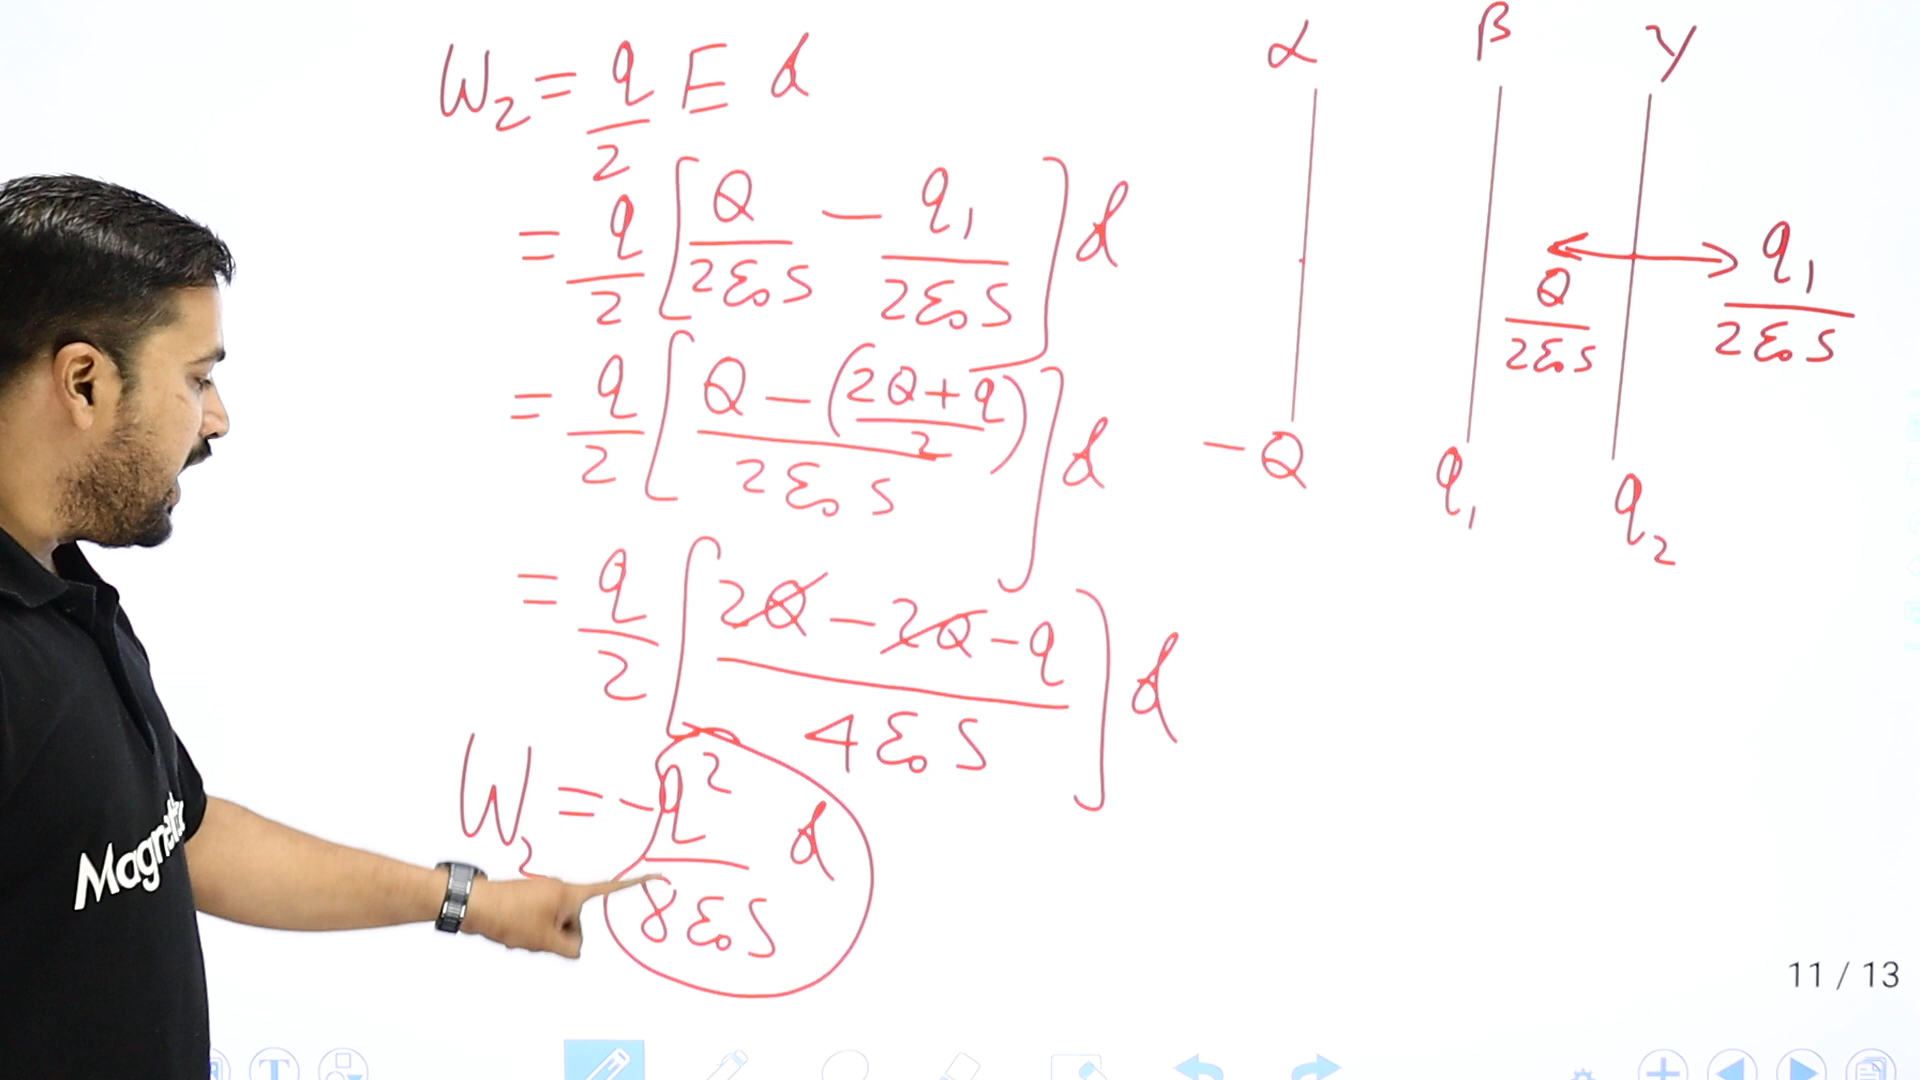 W₂ = q/2 E d
= q/2 [Q/2ε₀S − q₁/2ε₀S] d
= q/2 [(Q − (2Q+q)/2)/2ε₀S] d
= q/2 [(2Q − 2Q − q)/4ε₀S] d
W₂ = −q²/8ε₀S d
α β γ
Q/2ε₀S q₁/2ε₀S
−Q q₁ q₂
11 / 13
T